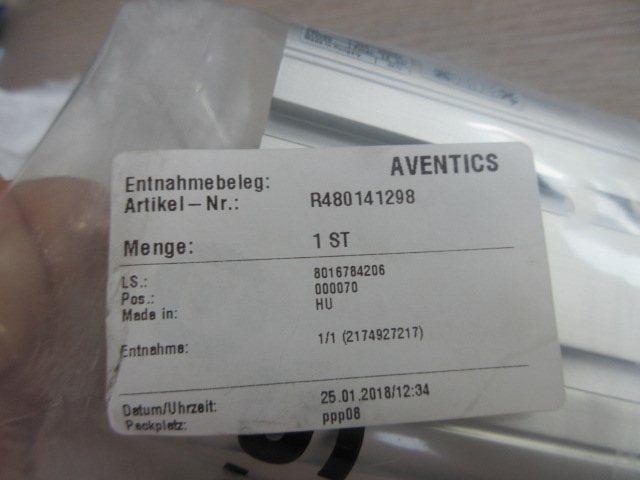 AVENTICS
Entnahmebeleg:
Artikel-Nr.: R480141298
Menge: 1 ST
LS.: 8016784206
Pos.: 000070
Made in: HU
Entnahme: 1/1 (2174927217)
Datum/Uhrzeit: 25.01.2018/12:34
Packplatz: ppp08